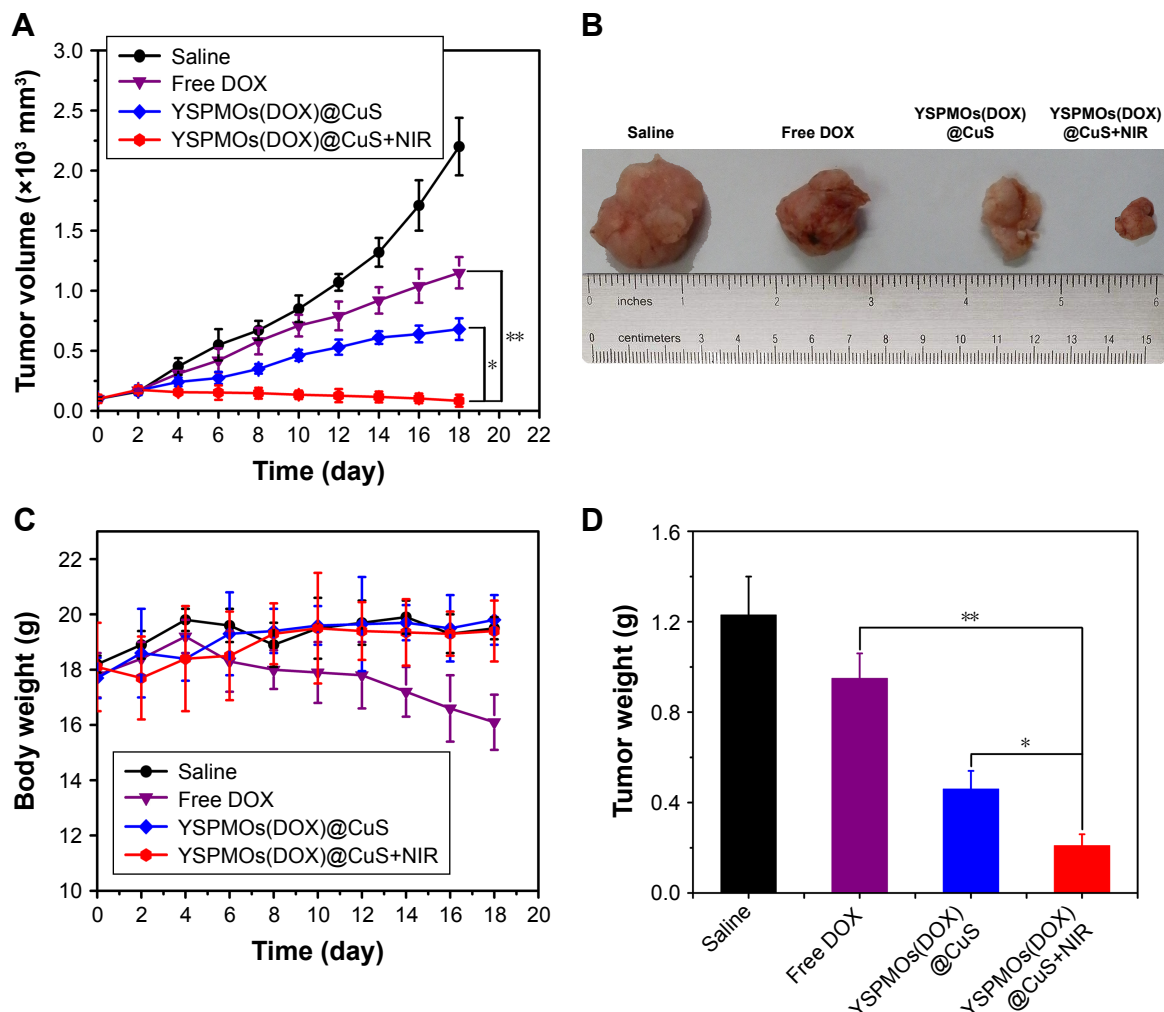 A
Saline
Free DOX
YSPMOs(DOX)@CuS
YSPMOs(DOX)@CuS+NIR
Tumor volume (×10³ mm³)
3.0
2.5
2.0
1.5
1.0
0.5
0.0
**
*
0 2 4 6 8 10 12 14 16 18 20 22
Time (day)
B
Saline
Free DOX
YSPMOs(DOX)
@CuS
YSPMOs(DOX)
@CuS+NIR
0 inches 1 2 3 4 5 6
0 centimeters 3 4 5 6 7 8 9 10 11 12 13 14 15
C
Body weight (g)
22
20
18
16
14
12
10
Saline
Free DOX
YSPMOs(DOX)@CuS
YSPMOs(DOX)@CuS+NIR
0 2 4 6 8 10 12 14 16 18 20
Time (day)
D
Tumor weight (g)
1.6
1.2
0.8
0.4
0.0
**
*
Saline
Free DOX
YSPMOs(DOX)
@CuS
YSPMOs(DOX)
@CuS+NIR